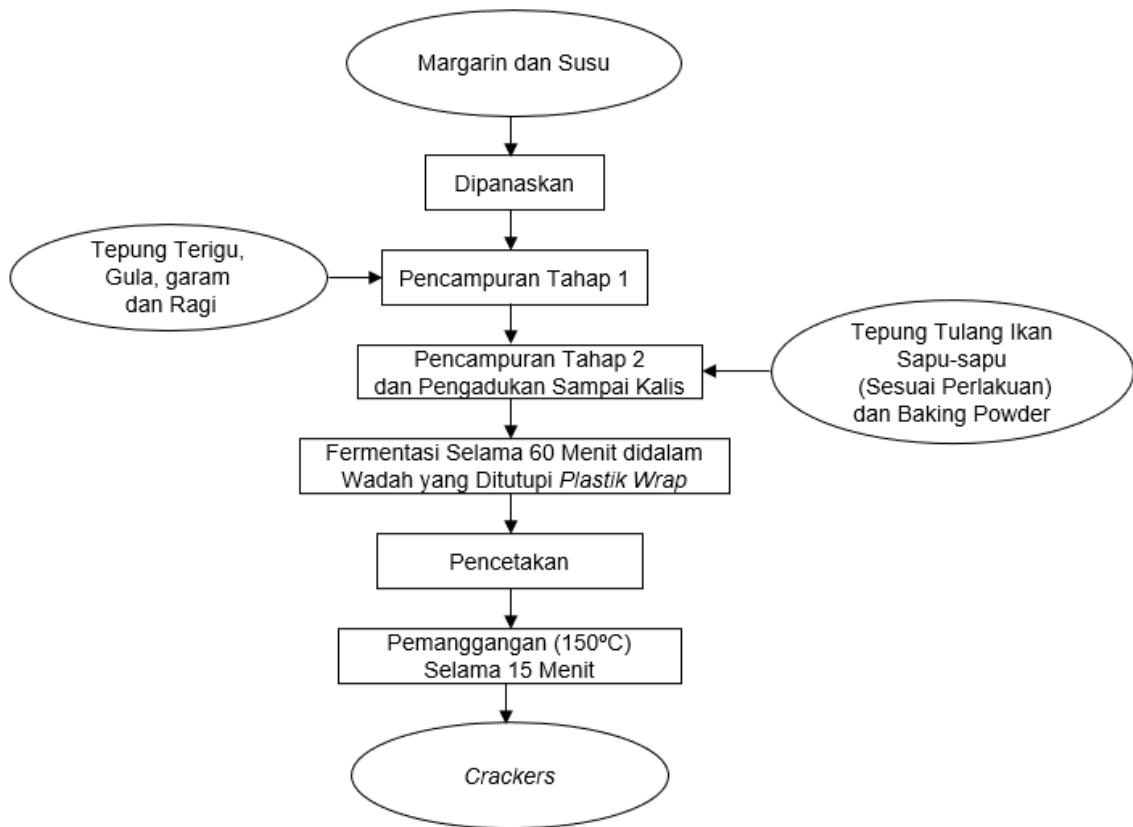 Margarin dan Susu
Dipanaskan
Tepung Terigu,
Gula, garam
dan Ragi
Pencampuran Tahap 1
Pencampuran Tahap 2
dan Pengadukan Sampai Kalis
Tepung Tulang Ikan
Sapu-sapu
(Sesuai Perlakuan)
dan Baking Powder
Fermentasi Selama 60 Menit didalam
Wadah yang Ditutupi Plastik Wrap
Pencetakan
Pemanggangan (150ºC)
Selama 15 Menit
Crackers